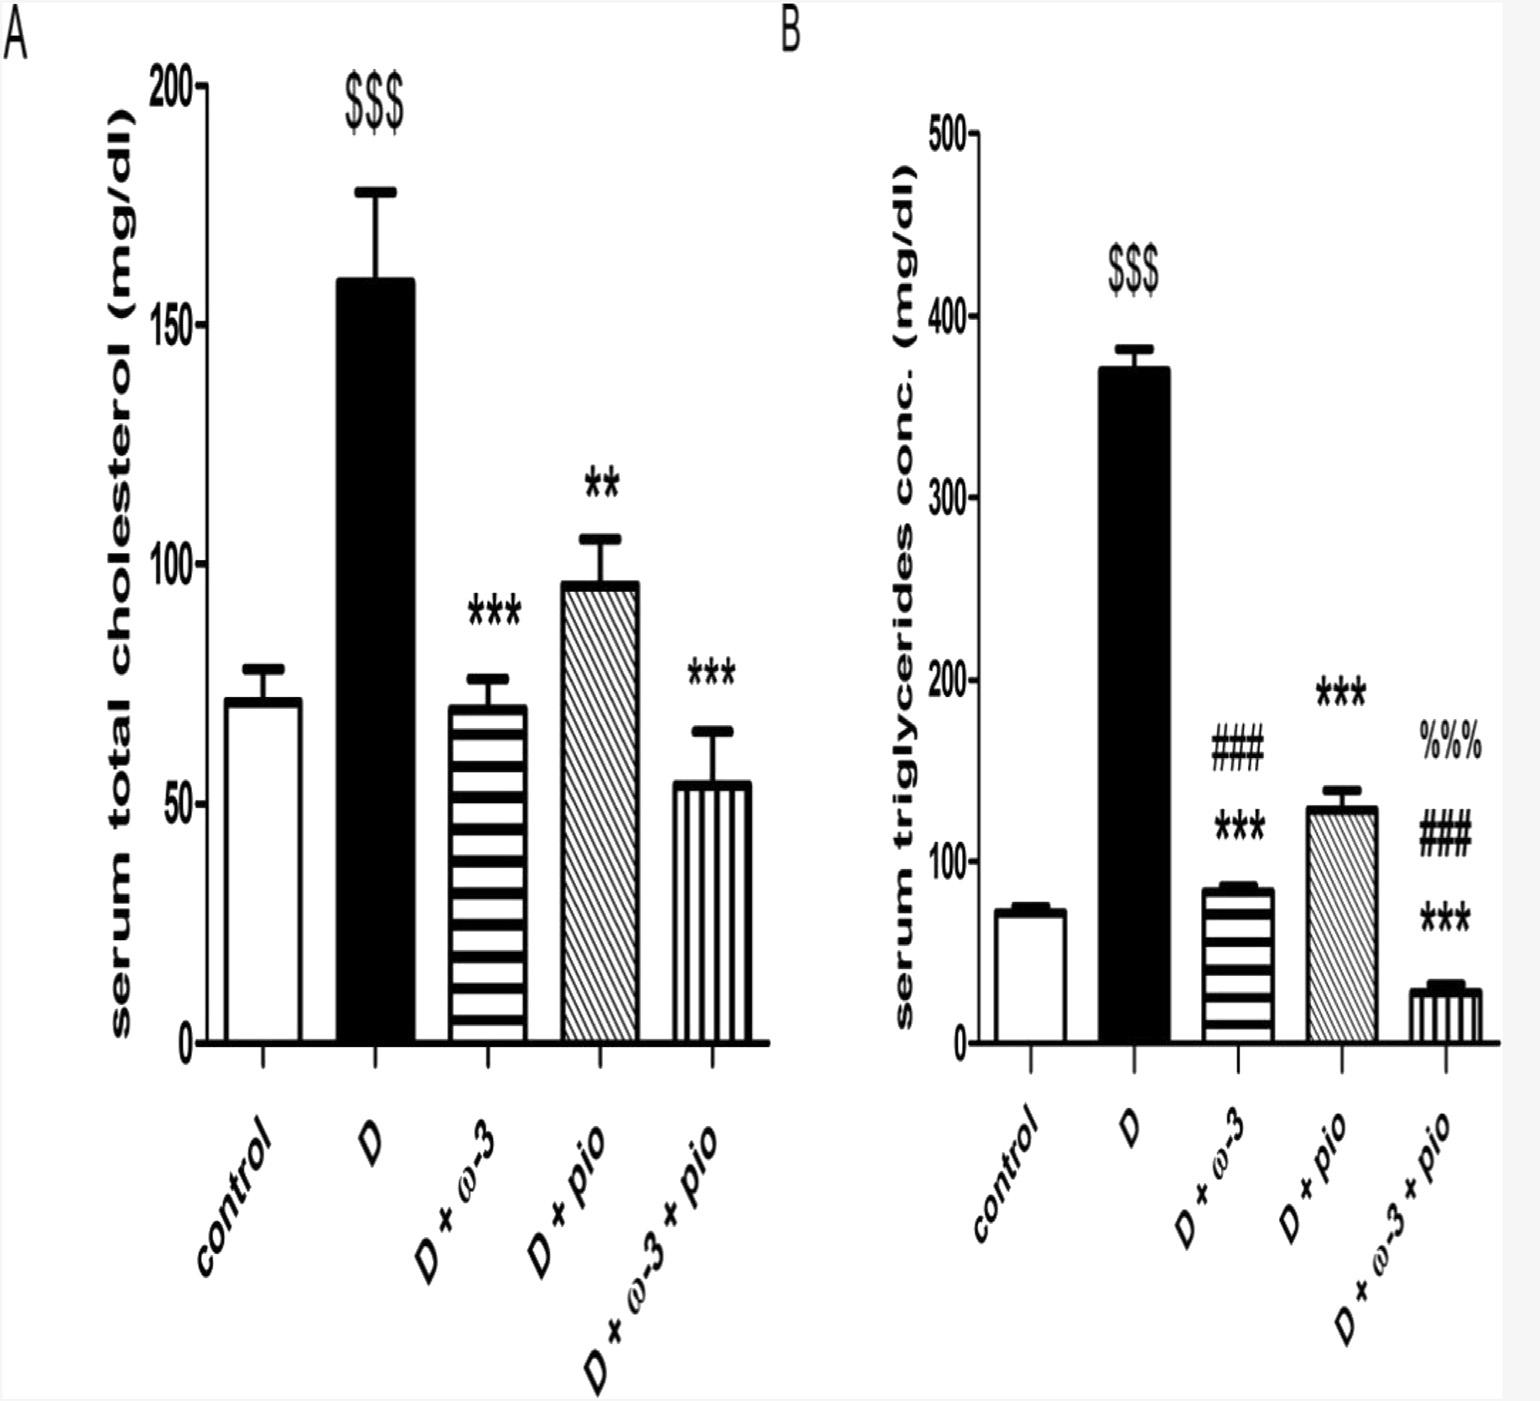 A
serum total cholesterol (mg/dl)
200
150
100
50
0
$$$
***
**
***
control
D
D + ω-3
D + pio
D + ω-3 + pio
B
serum triglycerides conc. (mg/dl)
500
400
300
200
100
0
$$$
###
***
***
%%%
###
***
control
D
D + ω-3
D + pio
D + ω-3 + pio